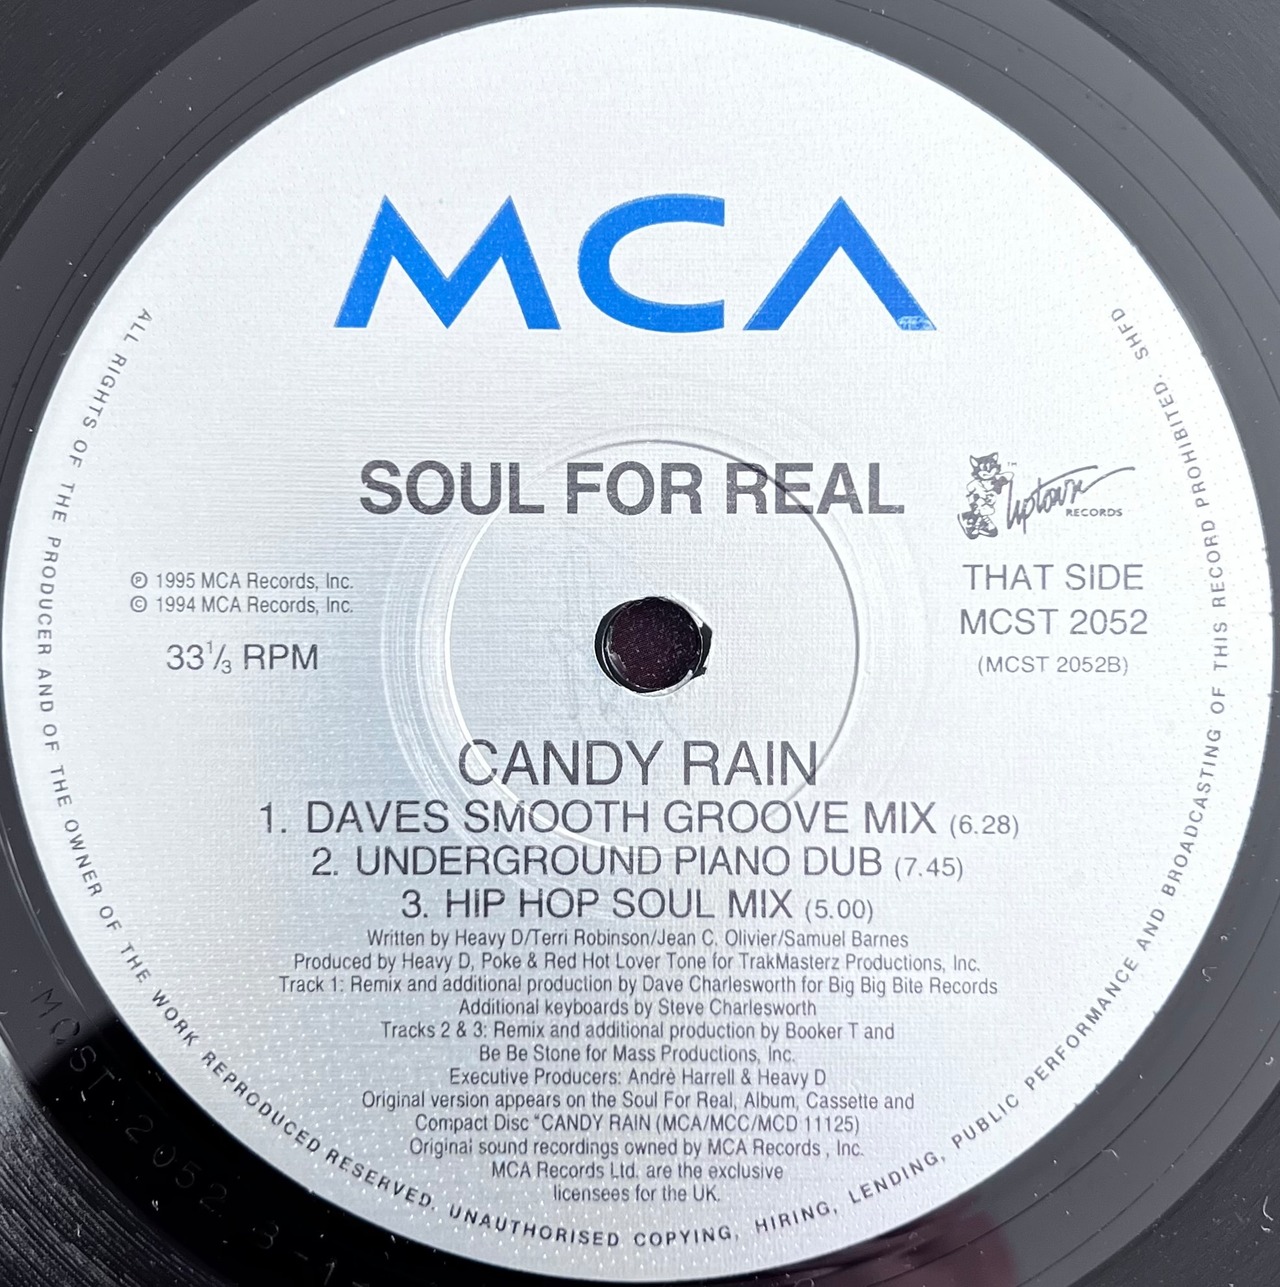 MCA
SOUL FOR REAL
™
Uptown
RECORDS
℗ 1995 MCA Records, Inc.
© 1994 MCA Records, Inc.
33⅓ RPM
THAT SIDE
MCST 2052
(MCST 2052B)
CANDY RAIN
1. DAVES SMOOTH GROOVE MIX (6.28)
2. UNDERGROUND PIANO DUB (7.45)
3. HIP HOP SOUL MIX (5.00)
Written by Heavy D/Terri Robinson/Jean C. Olivier/Samuel Barnes
Produced by Heavy D, Poke & Red Hot Lover Tone for TrakMasterz Productions, Inc.
Track 1: Remix and additional production by Dave Charlesworth for Big Big Bite Records
Additional keyboards by Steve Charlesworth
Tracks 2 & 3: Remix and additional production by Booker T and
Be Be Stone for Mass Productions, Inc.
Executive Producers: Andrè Harrell & Heavy D
Original version appears on the Soul For Real, Album, Cassette and
Compact Disc "CANDY RAIN (MCA/MCC/MCD 11125)
Original sound recordings owned by MCA Records , Inc.
MCA Records Ltd. are the exclusive
licensees for the UK.
ALL RIGHTS OF THE PRODUCER AND OF THE OWNER OF THE WORK REPRODUCED RESERVED. UNAUTHORISED COPYING, HIRING, LENDING, PUBLIC PERFORMANCE AND BROADCASTING OF THIS RECORD PROHIBITED. SHFD
MCST. 2052